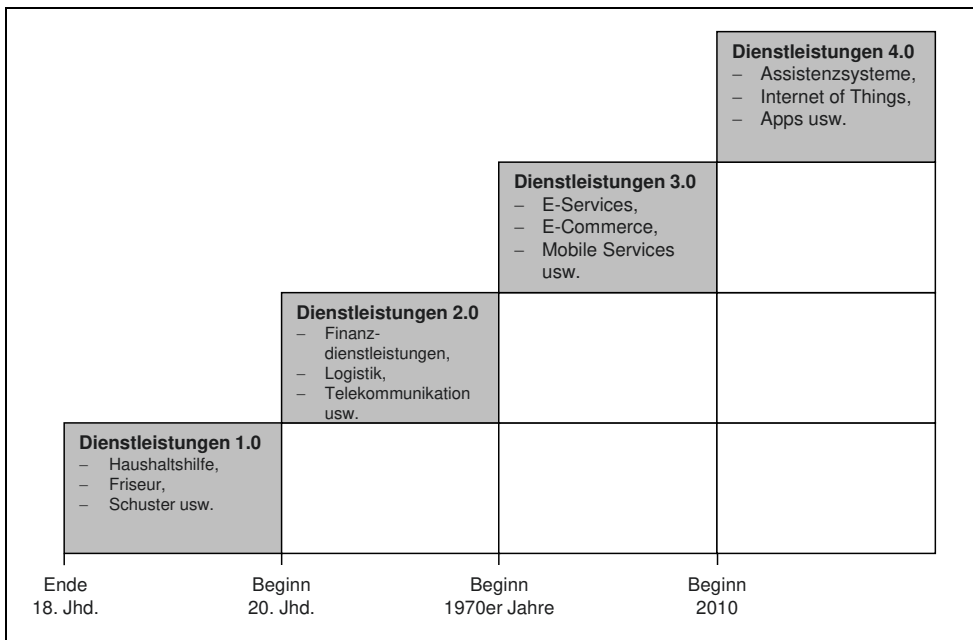 Dienstleistungen 4.0
– Assistenzsysteme,
– Internet of Things,
– Apps usw.
Dienstleistungen 3.0
– E-Services,
– E-Commerce,
– Mobile Services
usw.
Dienstleistungen 2.0
– Finanz-
dienstleistungen,
– Logistik,
– Telekommunikation
usw.
Dienstleistungen 1.0
– Haushaltshilfe,
– Friseur,
– Schuster usw.
Ende
18. Jhd.
Beginn
20. Jhd.
Beginn
1970er Jahre
Beginn
2010